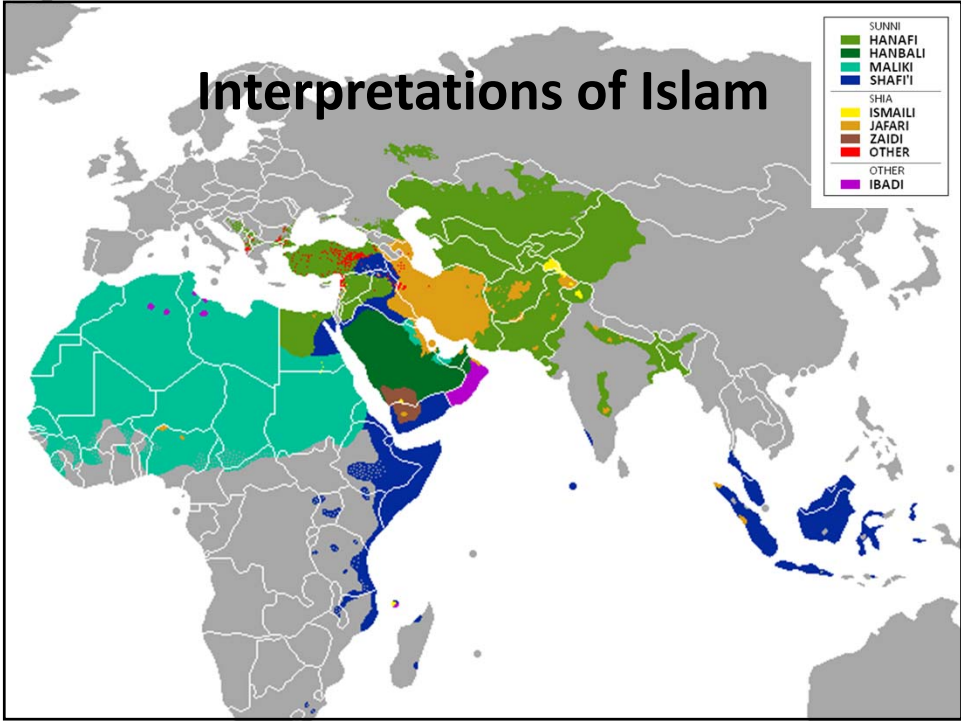 Interpretations of Islam
SUNNI
HANAFI
HANBALI
MALIKI
SHAFI'I
SHIA
ISMAILI
JAFARI
ZAIDI
OTHER
OTHER
IBADI